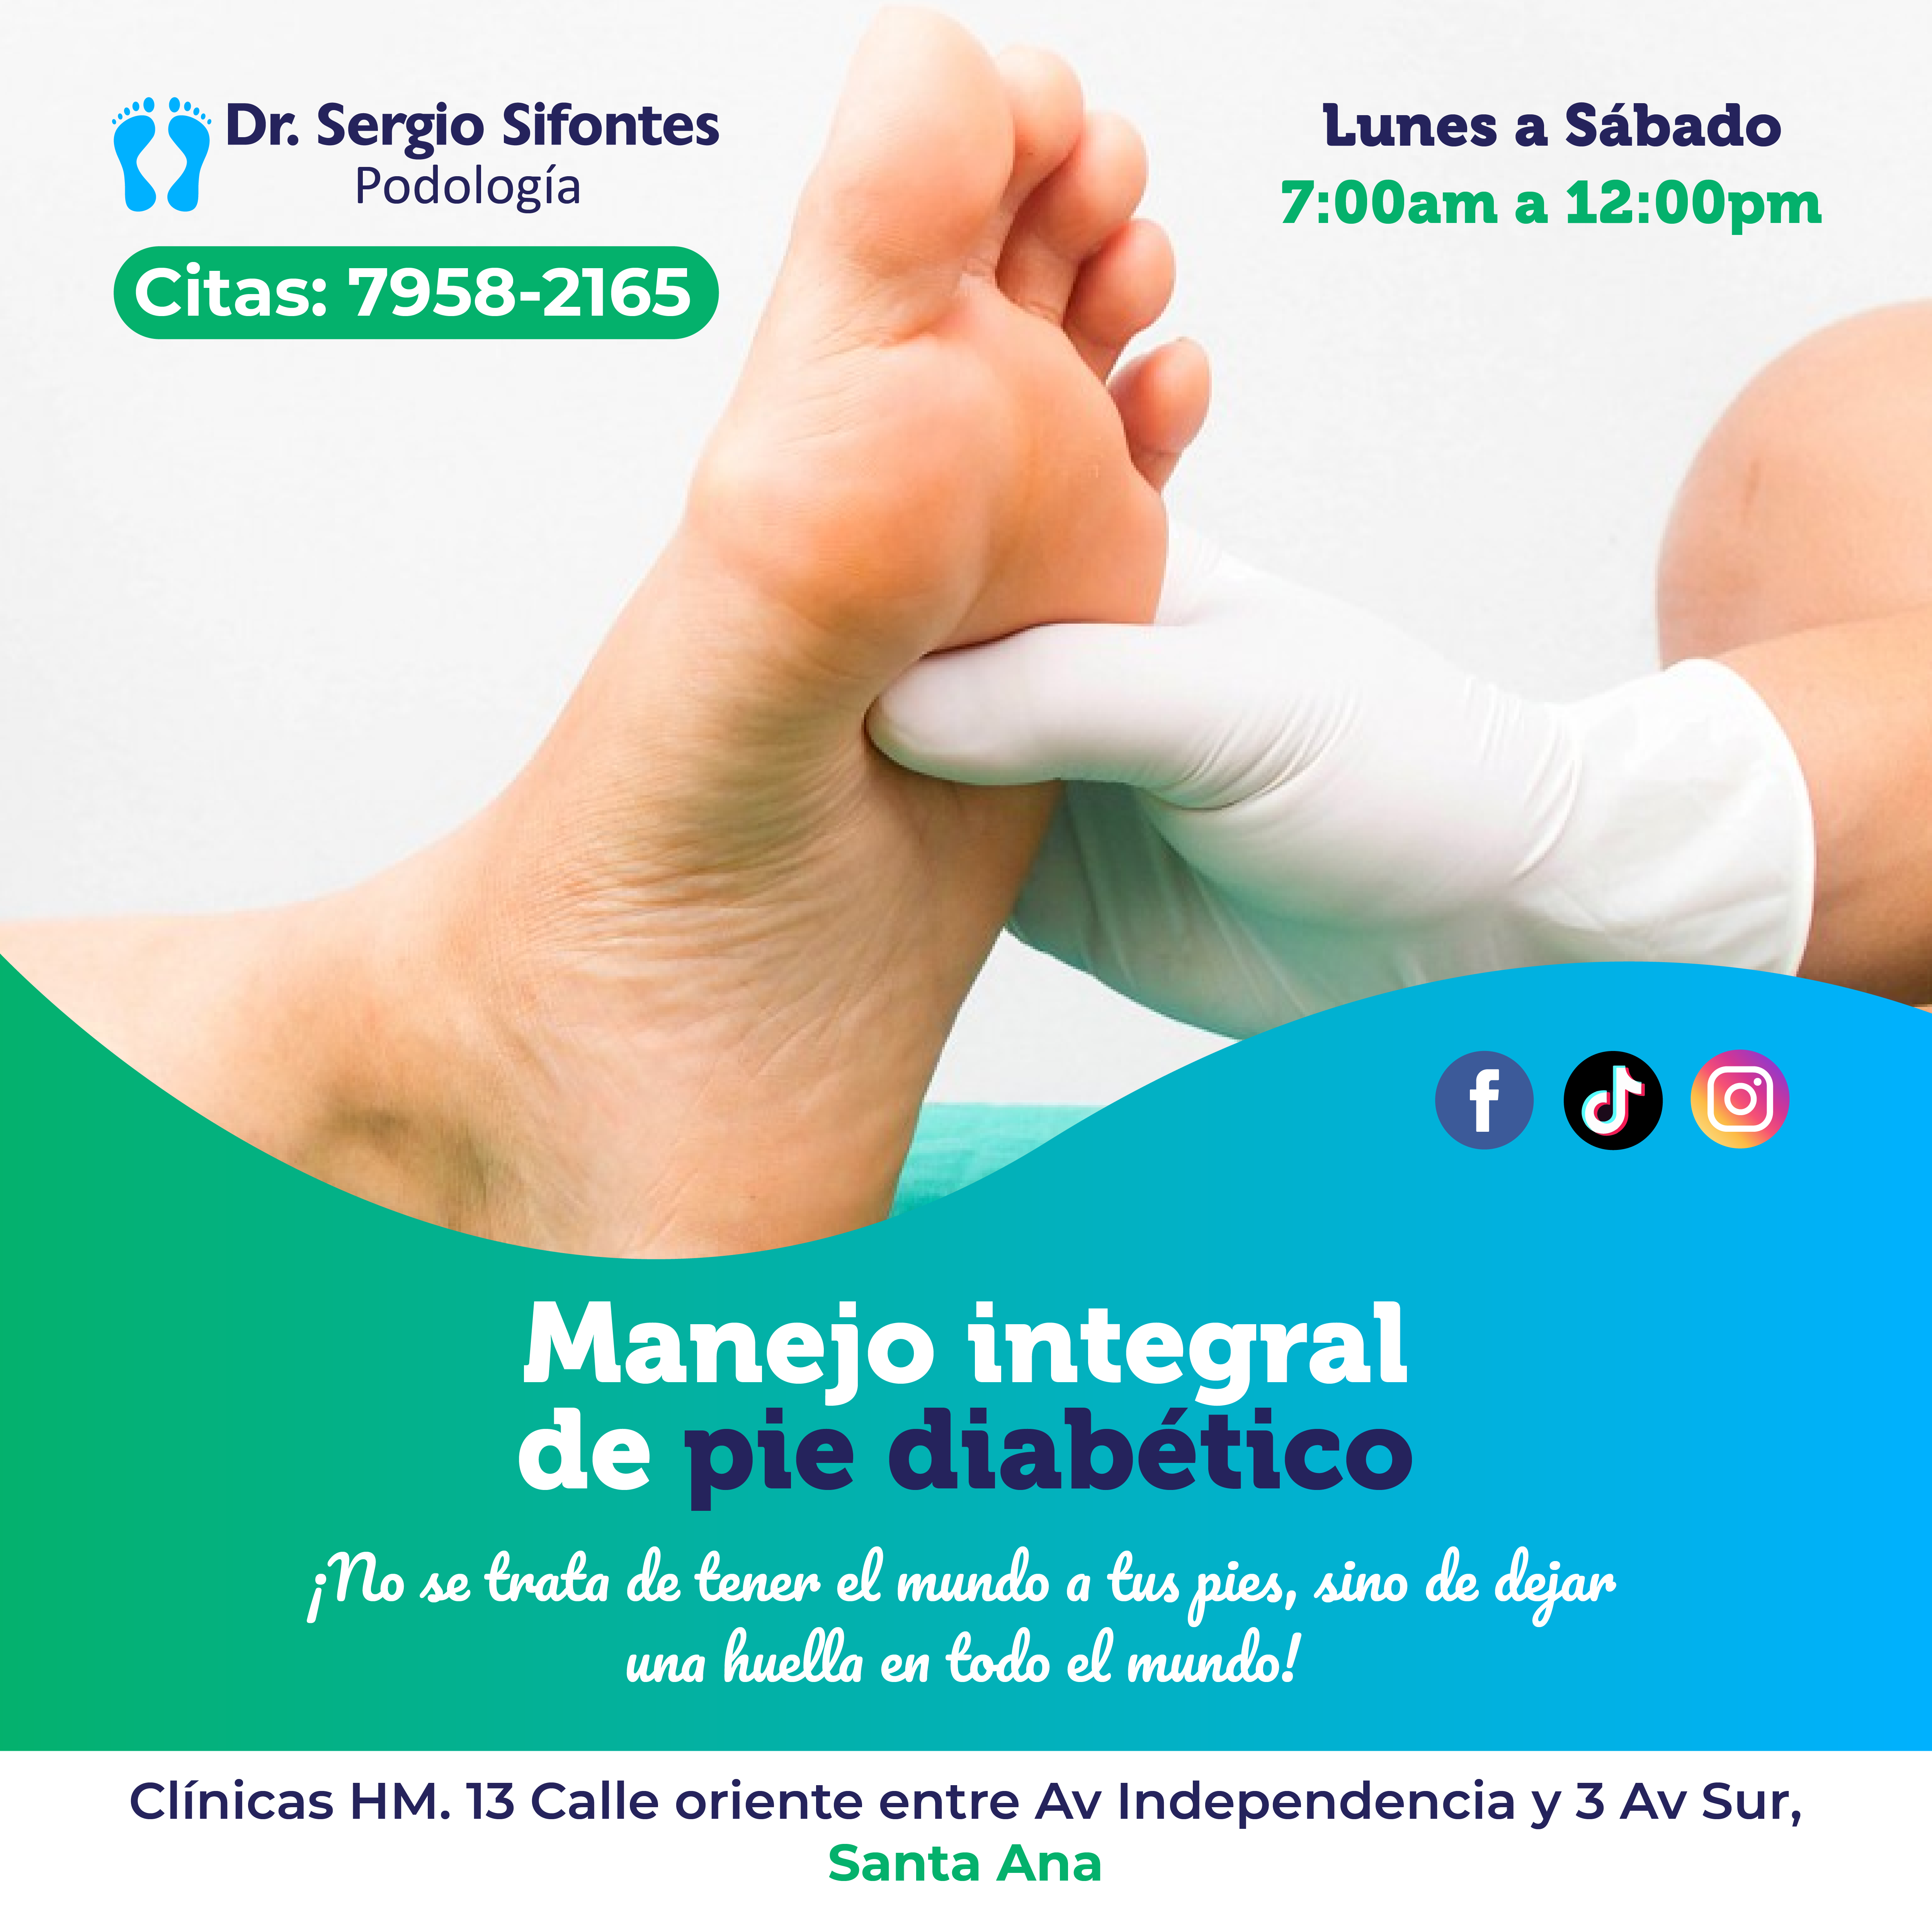 Dr. Sergio Sifontes
Podología
Citas: 7958-2165
Lunes a Sábado
7:00am a 12:00pm
Manejo integral
de pie diabético
¡No se trata de tener el mundo a tus pies, sino de dejar
una huella en todo el mundo!
Clínicas HM. 13 Calle oriente entre Av Independencia y 3 Av Sur,
Santa Ana